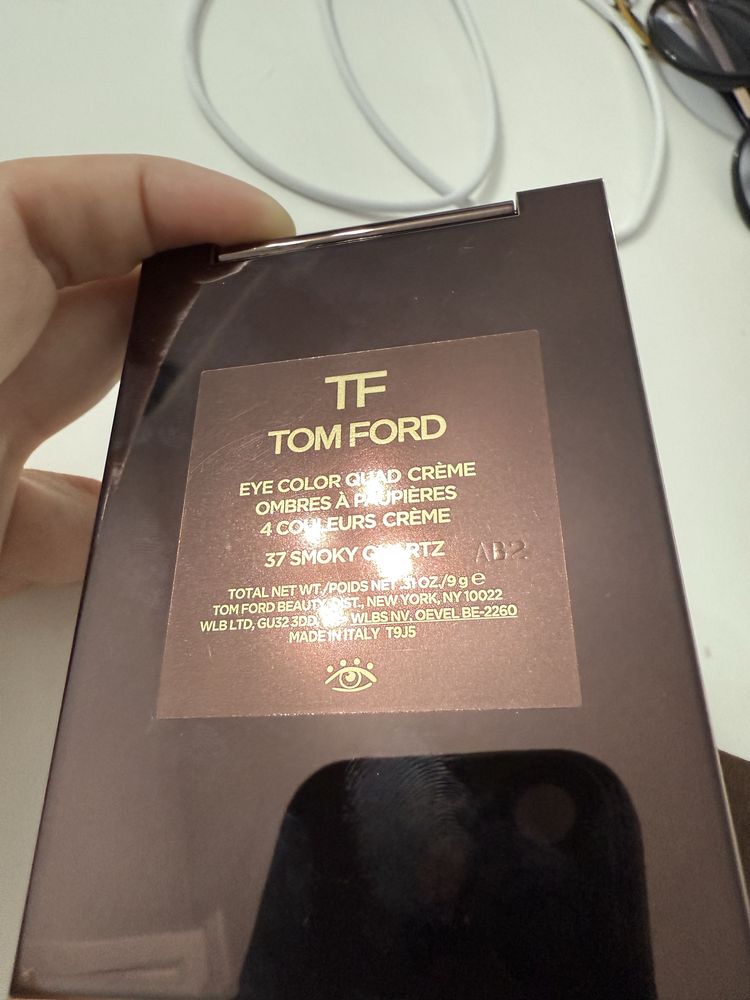 TF
TOM FORD
EYE COLOR QUAD CRÈME
OMBRES À PAUPIÈRES
4 COULEURS CRÈME
37 SMOKY QUARTZ AB2
TOTAL NET WT./POIDS NET .31 OZ./9 g ℮
TOM FORD BEAUTY DIST., NEW YORK, NY 10022
WLB LTD, GU32 3DD, WLBS NV, OEVEL BE-2260
MADE IN ITALY T9J5